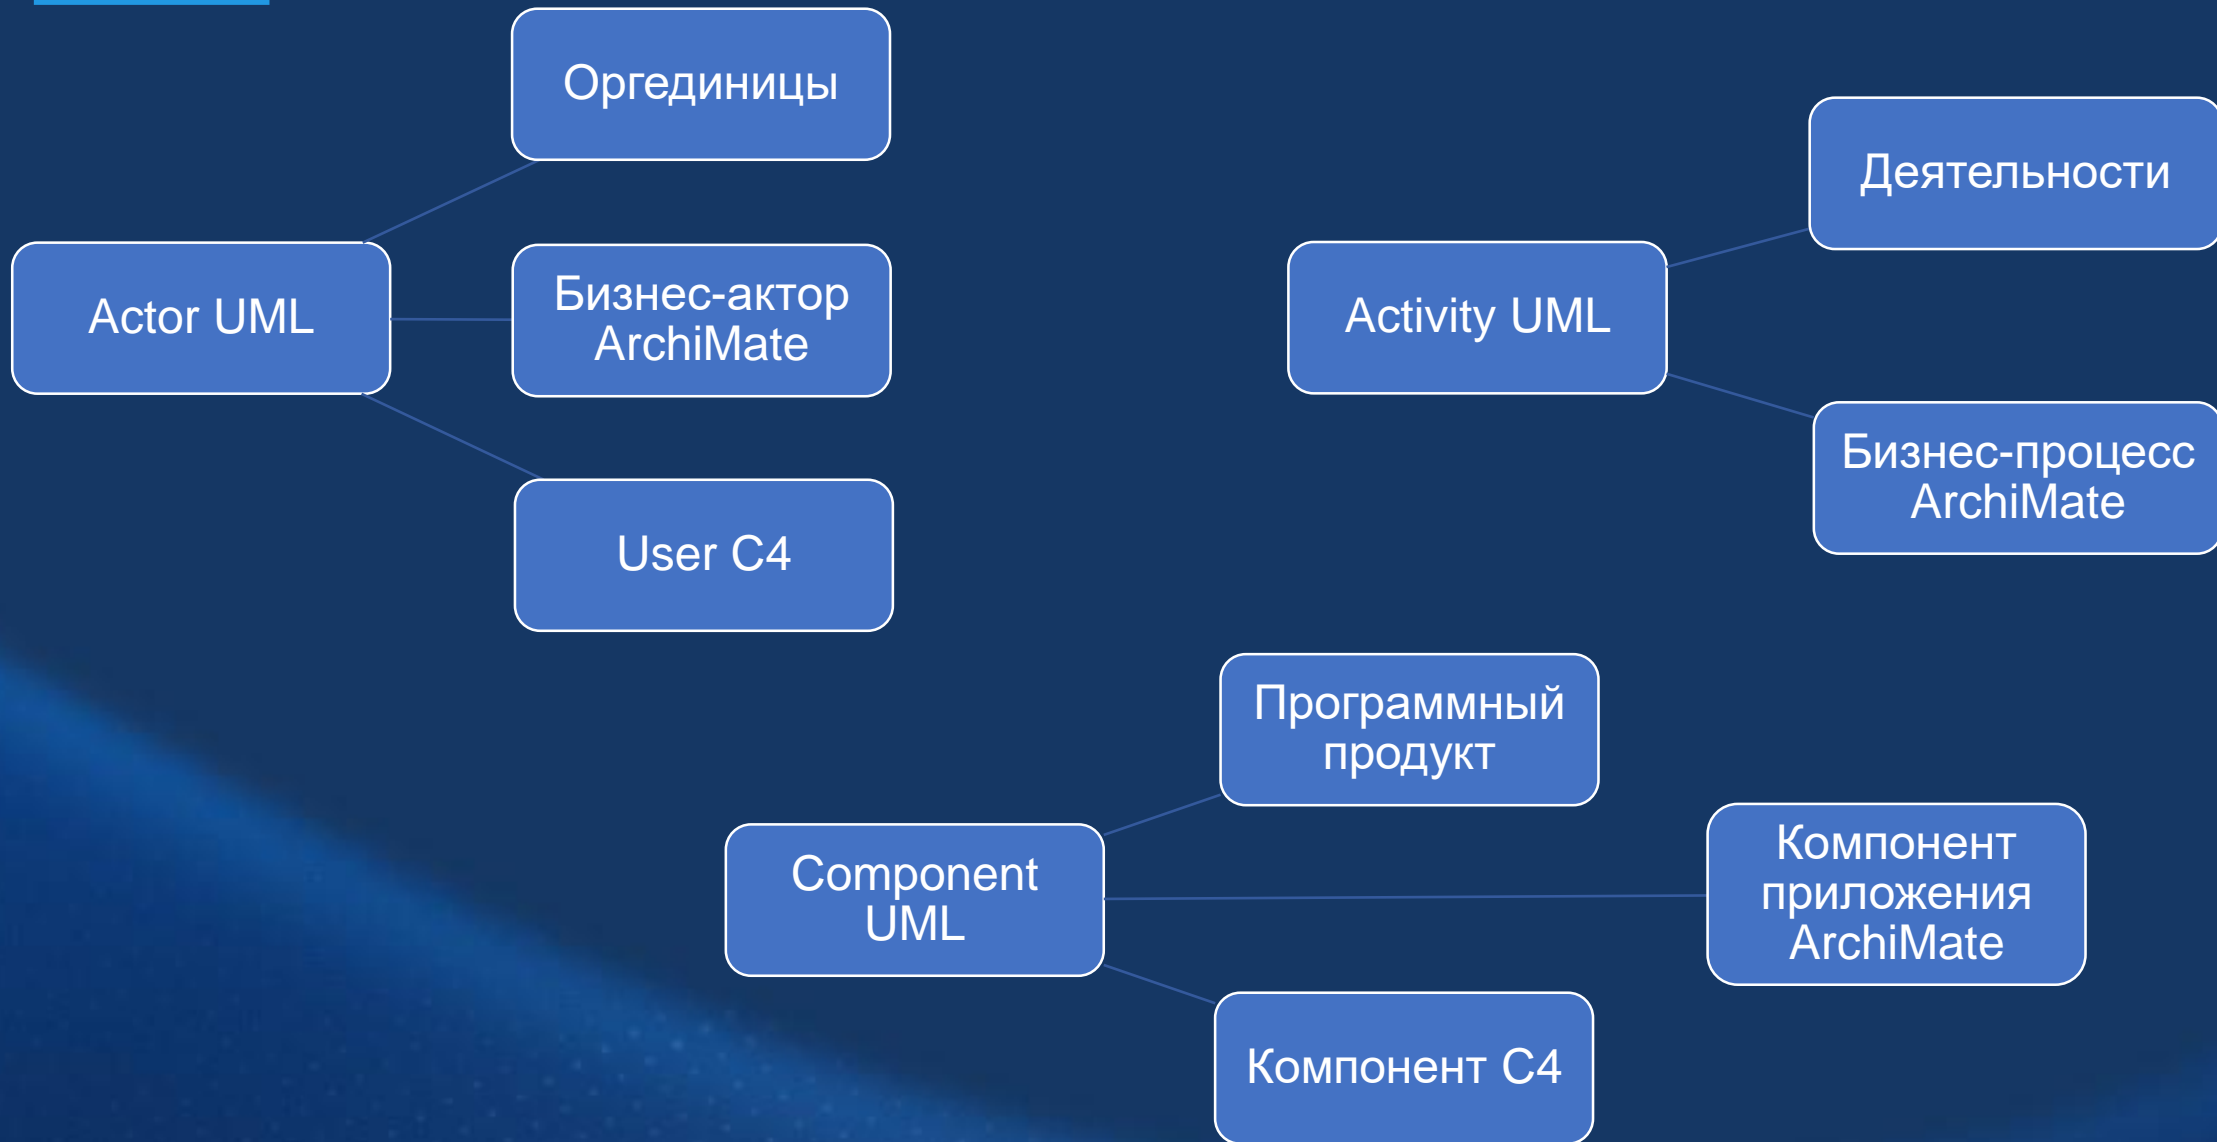 Оргединицы
Actor UML
Бизнес-актор
ArchiMate
User C4
Деятельности
Activity UML
Бизнес-процесс
ArchiMate
Программный
продукт
Component
UML
Компонент
приложения
ArchiMate
Компонент C4